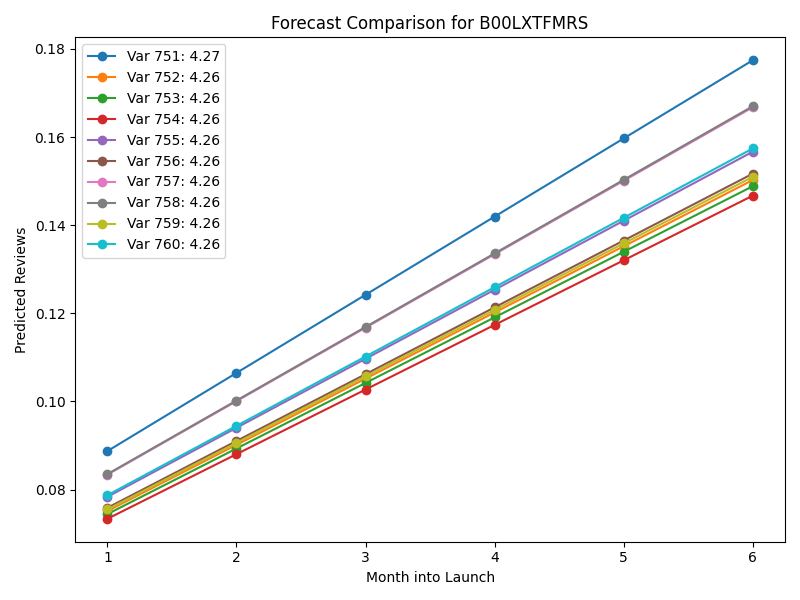 Forecast Comparison for B00LXTFMRS
0.18
0.16
0.14
0.12
0.10
0.08
Predicted Reviews
Var 751: 4.27
Var 752: 4.26
Var 753: 4.26
Var 754: 4.26
Var 755: 4.26
Var 756: 4.26
Var 757: 4.26
Var 758: 4.26
Var 759: 4.26
Var 760: 4.26
1 2 3 4 5 6
Month into Launch